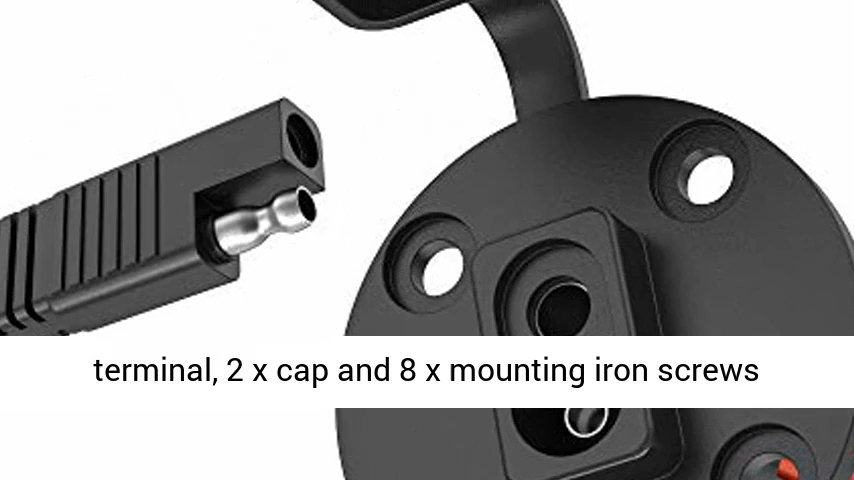 terminal, 2 x cap and 8 x mounting iron screws